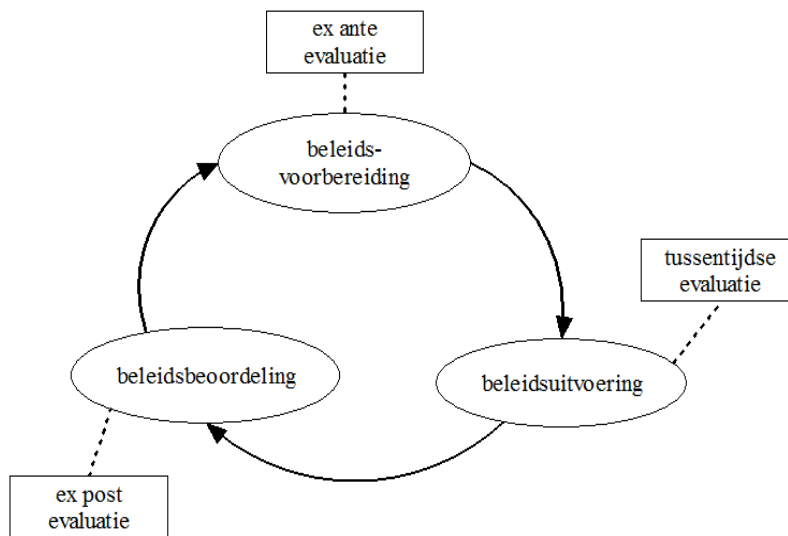 ex ante
evaluatie
beleids-
voorbereiding
tussentijdse
evaluatie
beleidsuitvoering
beleidsbeoordeling
ex post
evaluatie